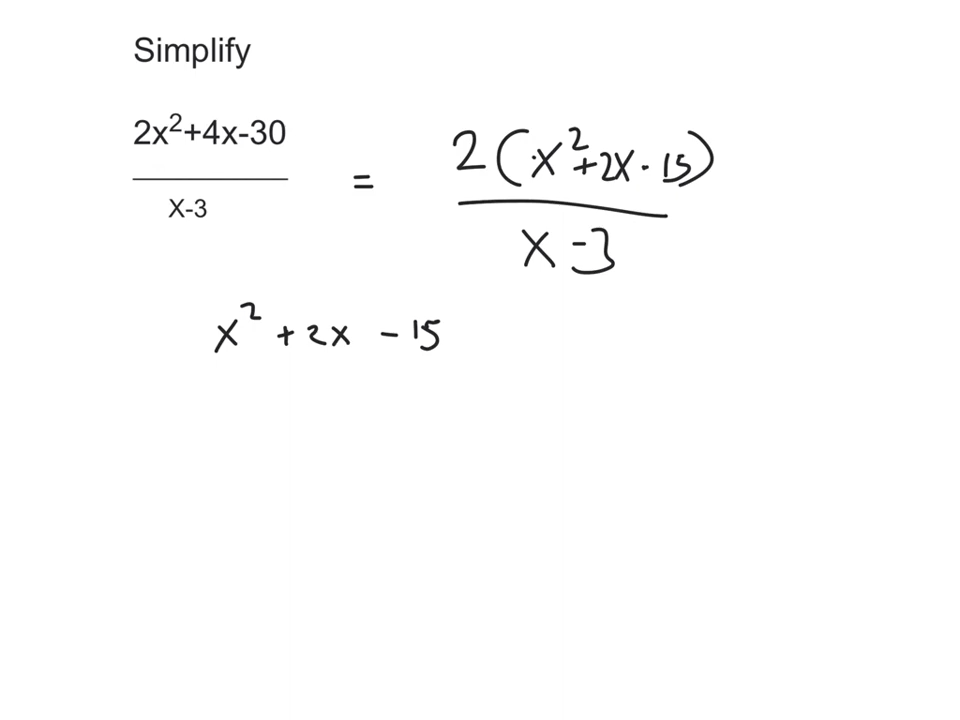 Simplify
2x²+4x-30
X-3
=
2(x²+2x-15)
x-3
x²+2x-15